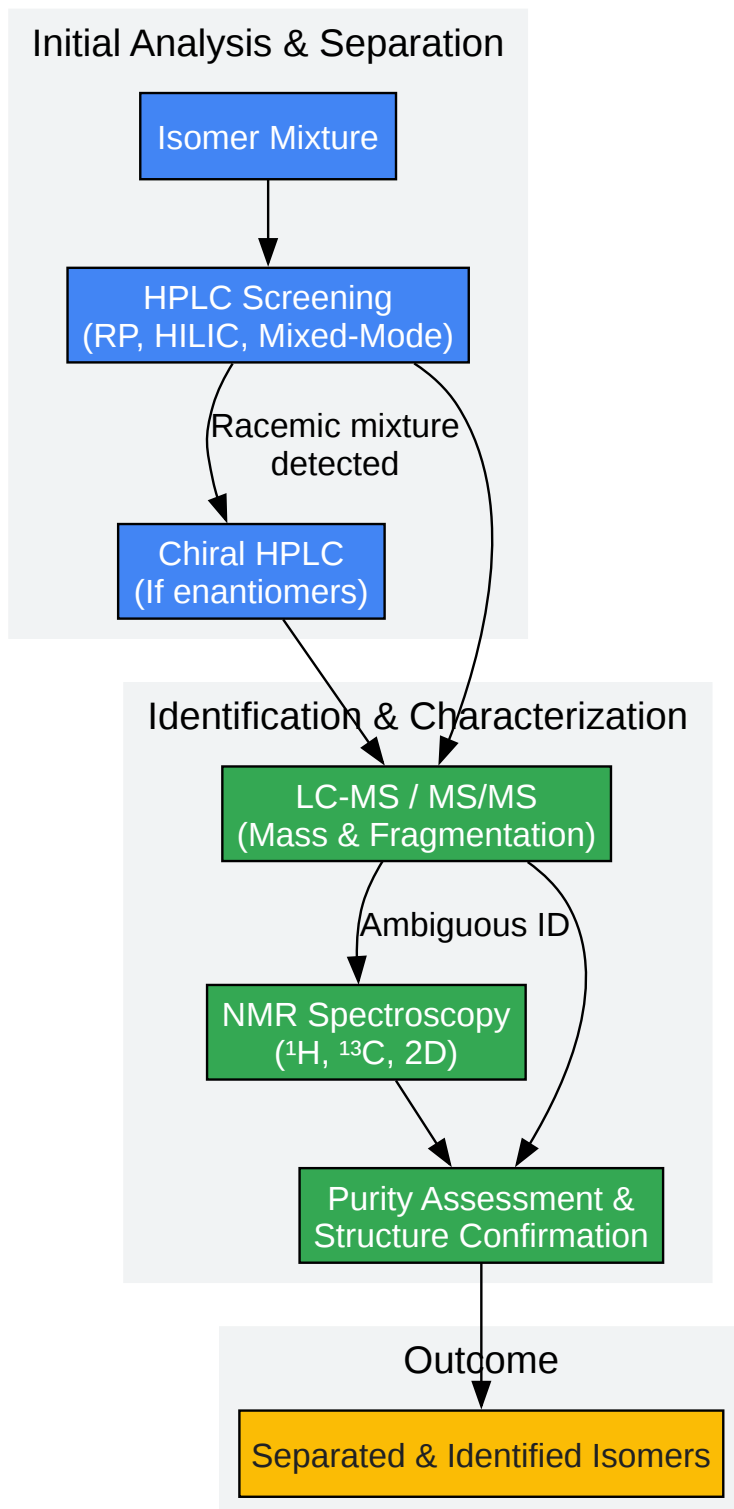 Initial Analysis & Separation
Isomer Mixture
HPLC Screening
(RP, HILIC, Mixed-Mode)
Racemic mixture
detected
Chiral HPLC
(If enantiomers)
Identification & Characterization
LC-MS / MS/MS
(Mass & Fragmentation)
Ambiguous ID
NMR Spectroscopy
(¹H, ¹³C, 2D)
Purity Assessment &
Structure Confirmation
Outcome
Separated & Identified Isomers